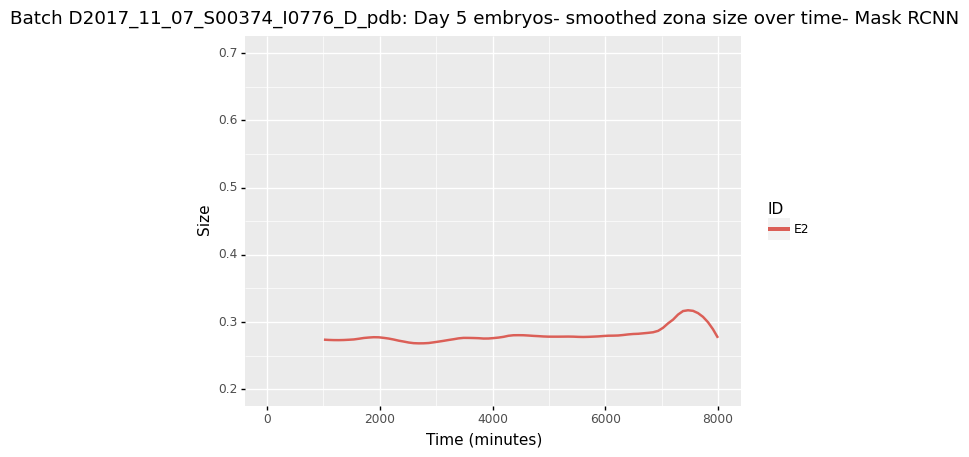 Batch D2017_11_07_S00374_I0776_D_pdb: Day 5 embryos- smoothed zona size over time- Mask RCNN
0.7
0.6
0.5
0.4
0.3
0.2
Size
0 2000 4000 6000 8000
Time (minutes)
ID
E2